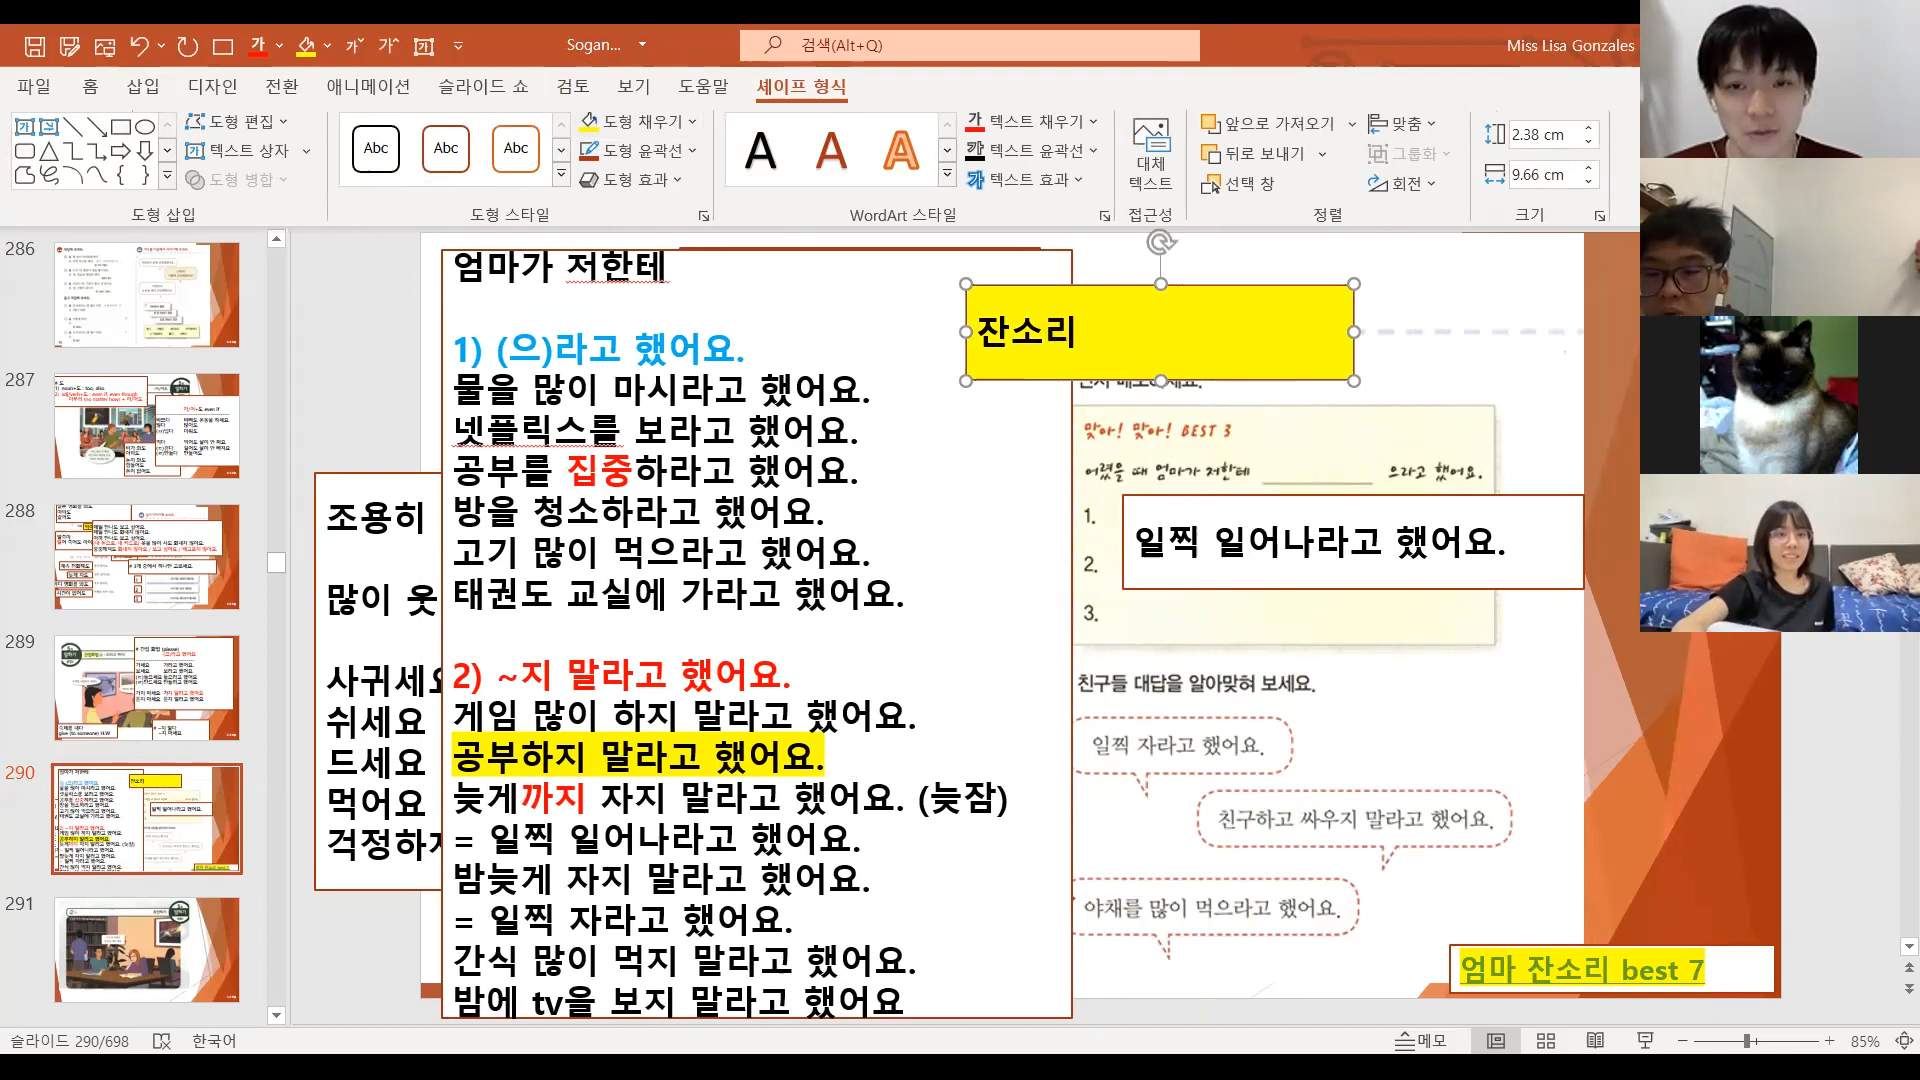 Sogan...
검색(Alt+Q)
Miss Lisa Gonzales
파일 홈 삽입 디자인 전환 애니메이션 슬라이드 쇼 검토 보기 도움말 셰이프 형식
도형 편집
텍스트 상자
도형 병합
도형 삽입
Abc Abc Abc
도형 채우기
도형 윤곽선
도형 효과
도형 스타일
A A A
텍스트 채우기
텍스트 윤곽선
텍스트 효과
WordArt 스타일
대체
텍스트
접근성
앞으로 가져오기
뒤로 보내기
선택 창
맞춤
그룹화
회전
정렬
2.38 cm
9.66 cm
크기
286
287
288
289
290
291
조용히
많이 웃
사귀세요
쉬세요
드세요
먹어요
걱정하지
엄마가 저한테
1) (으)라고 했어요.
물을 많이 마시라고 했어요.
넷플릭스를 보라고 했어요.
공부를 집중하라고 했어요.
방을 청소하라고 했어요.
고기 많이 먹으라고 했어요.
태권도 교실에 가라고 했어요.
2) ~지 말라고 했어요.
게임 많이 하지 말라고 했어요.
공부하지 말라고 했어요.
늦게까지 자지 말라고 했어요. (늦잠)
= 일찍 일어나라고 했어요.
밤늦게 자지 말라고 했어요.
= 일찍 자라고 했어요.
간식 많이 먹지 말라고 했어요.
밤에 tv을 보지 말라고 했어요
잔소리
맞아! 맞아! BEST 3
어렸을 때 엄마가 저한테 ________ 으라고 했어요.
1.
2.
3.
일찍 일어나라고 했어요.
친구들 대답을 알아맞혀 보세요.
일찍 자라고 했어요.
친구하고 싸우지 말라고 했어요.
야채를 많이 먹으라고 했어요.
엄마 잔소리 best 7
슬라이드 290/698
한국어
메모
85%